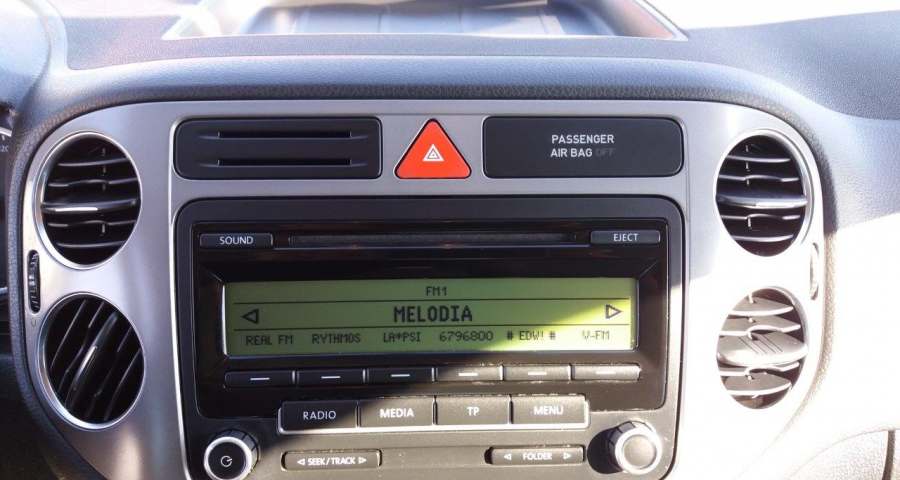 PASSENGER
AIR BAG OFF
SOUND
EJECT
FM1
MELODIA
REAL FM RYTHMOS LA*PSI 6796800 # EDW! # V-FM
RADIO MEDIA TP MENU
SEEK/TRACK FOLDER